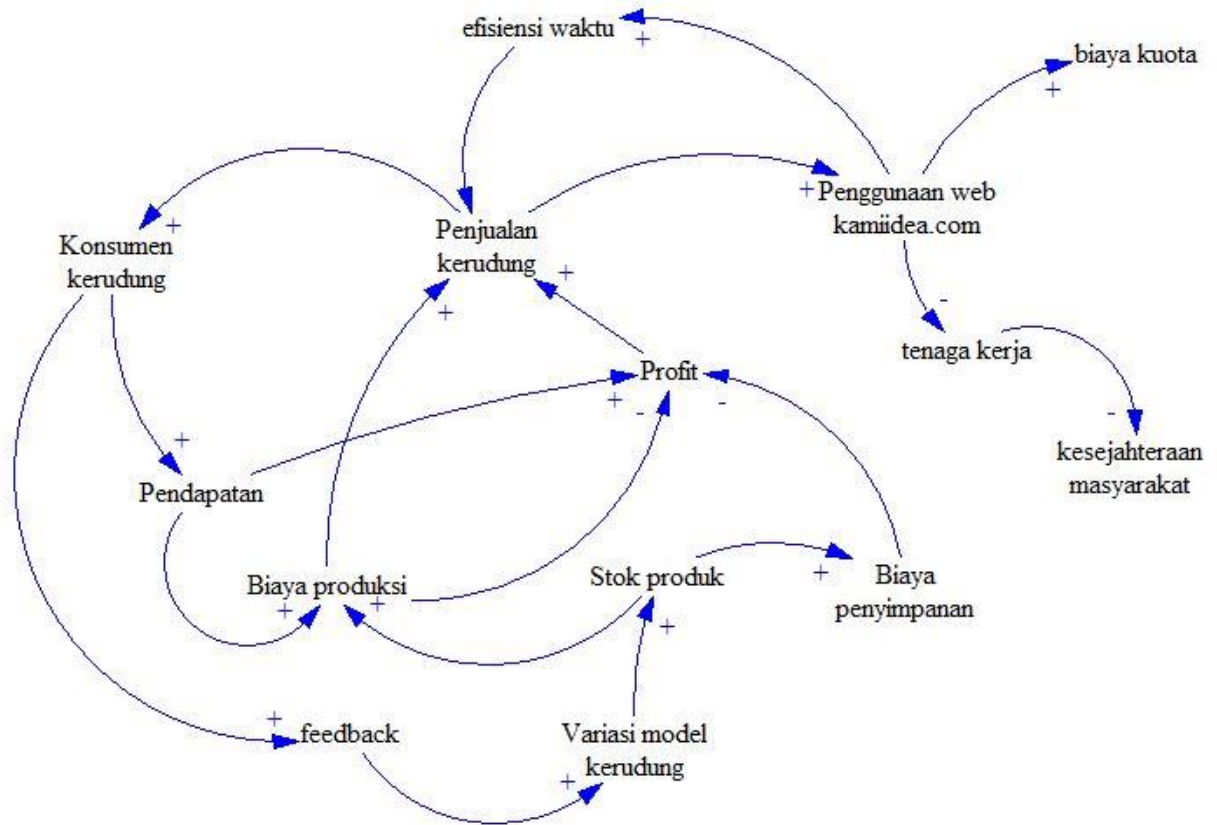 efisiensi waktu
+
biaya kuota
+
+
Penggunaan web
kamiidea.com
+
Konsumen
kerudung
Penjualan
kerudung
+
+
-
tenaga kerja
Profit
+
-
-
-
kesejahteraan
masyarakat
+
Pendapatan
Biaya produksi
+
+
Stok produk
+
Biaya
penyimpanan
+
+
feedback
Variasi model
kerudung
+